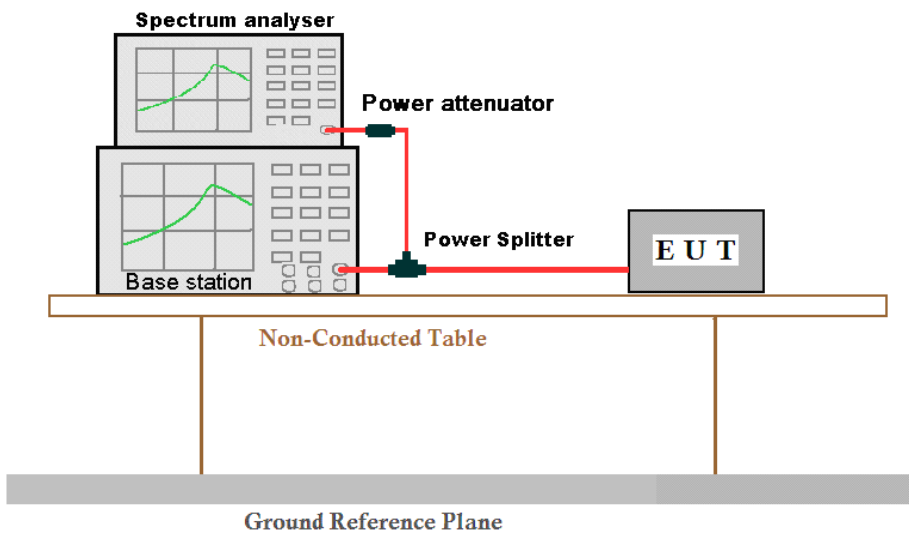 Spectrum analyser
Power attenuator
Power Splitter
E U T
Base station
Non-Conducted Table
Ground Reference Plane